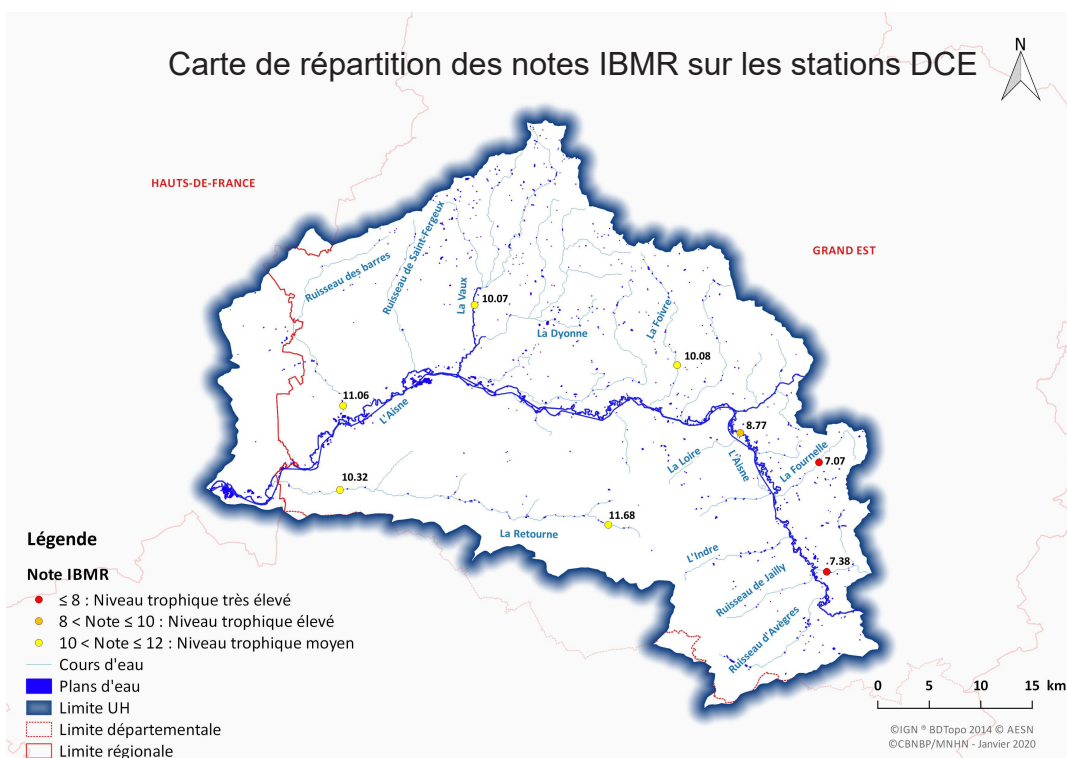 Carte de répartition des notes IBMR sur les stations DCE
N
HAUTS-DE-FRANCE
GRAND EST
Ruisseau des barres
Ruisseau de Saint-Fergeux
La Vaux
10.07
La Dyonne
La Foivre
10.08
11.06
L'Aisne
8.77
La Loire
L'Aisne
La Fournelle
7.07
10.32
11.68
La Retourne
L'Indre
7.38
Ruisseau de Jailly
Ruisseau d'Avègres
Légende
Note IBMR
≤ 8 : Niveau trophique très élevé
8 < Note ≤ 10 : Niveau trophique élevé
10 < Note ≤ 12 : Niveau trophique moyen
Cours d'eau
Plans d'eau
Limite UH
Limite départementale
Limite régionale
0 5 10 15 km
©IGN ® BDTopo 2014 © AESN
©CBNBP/MNHN - Janvier 2020